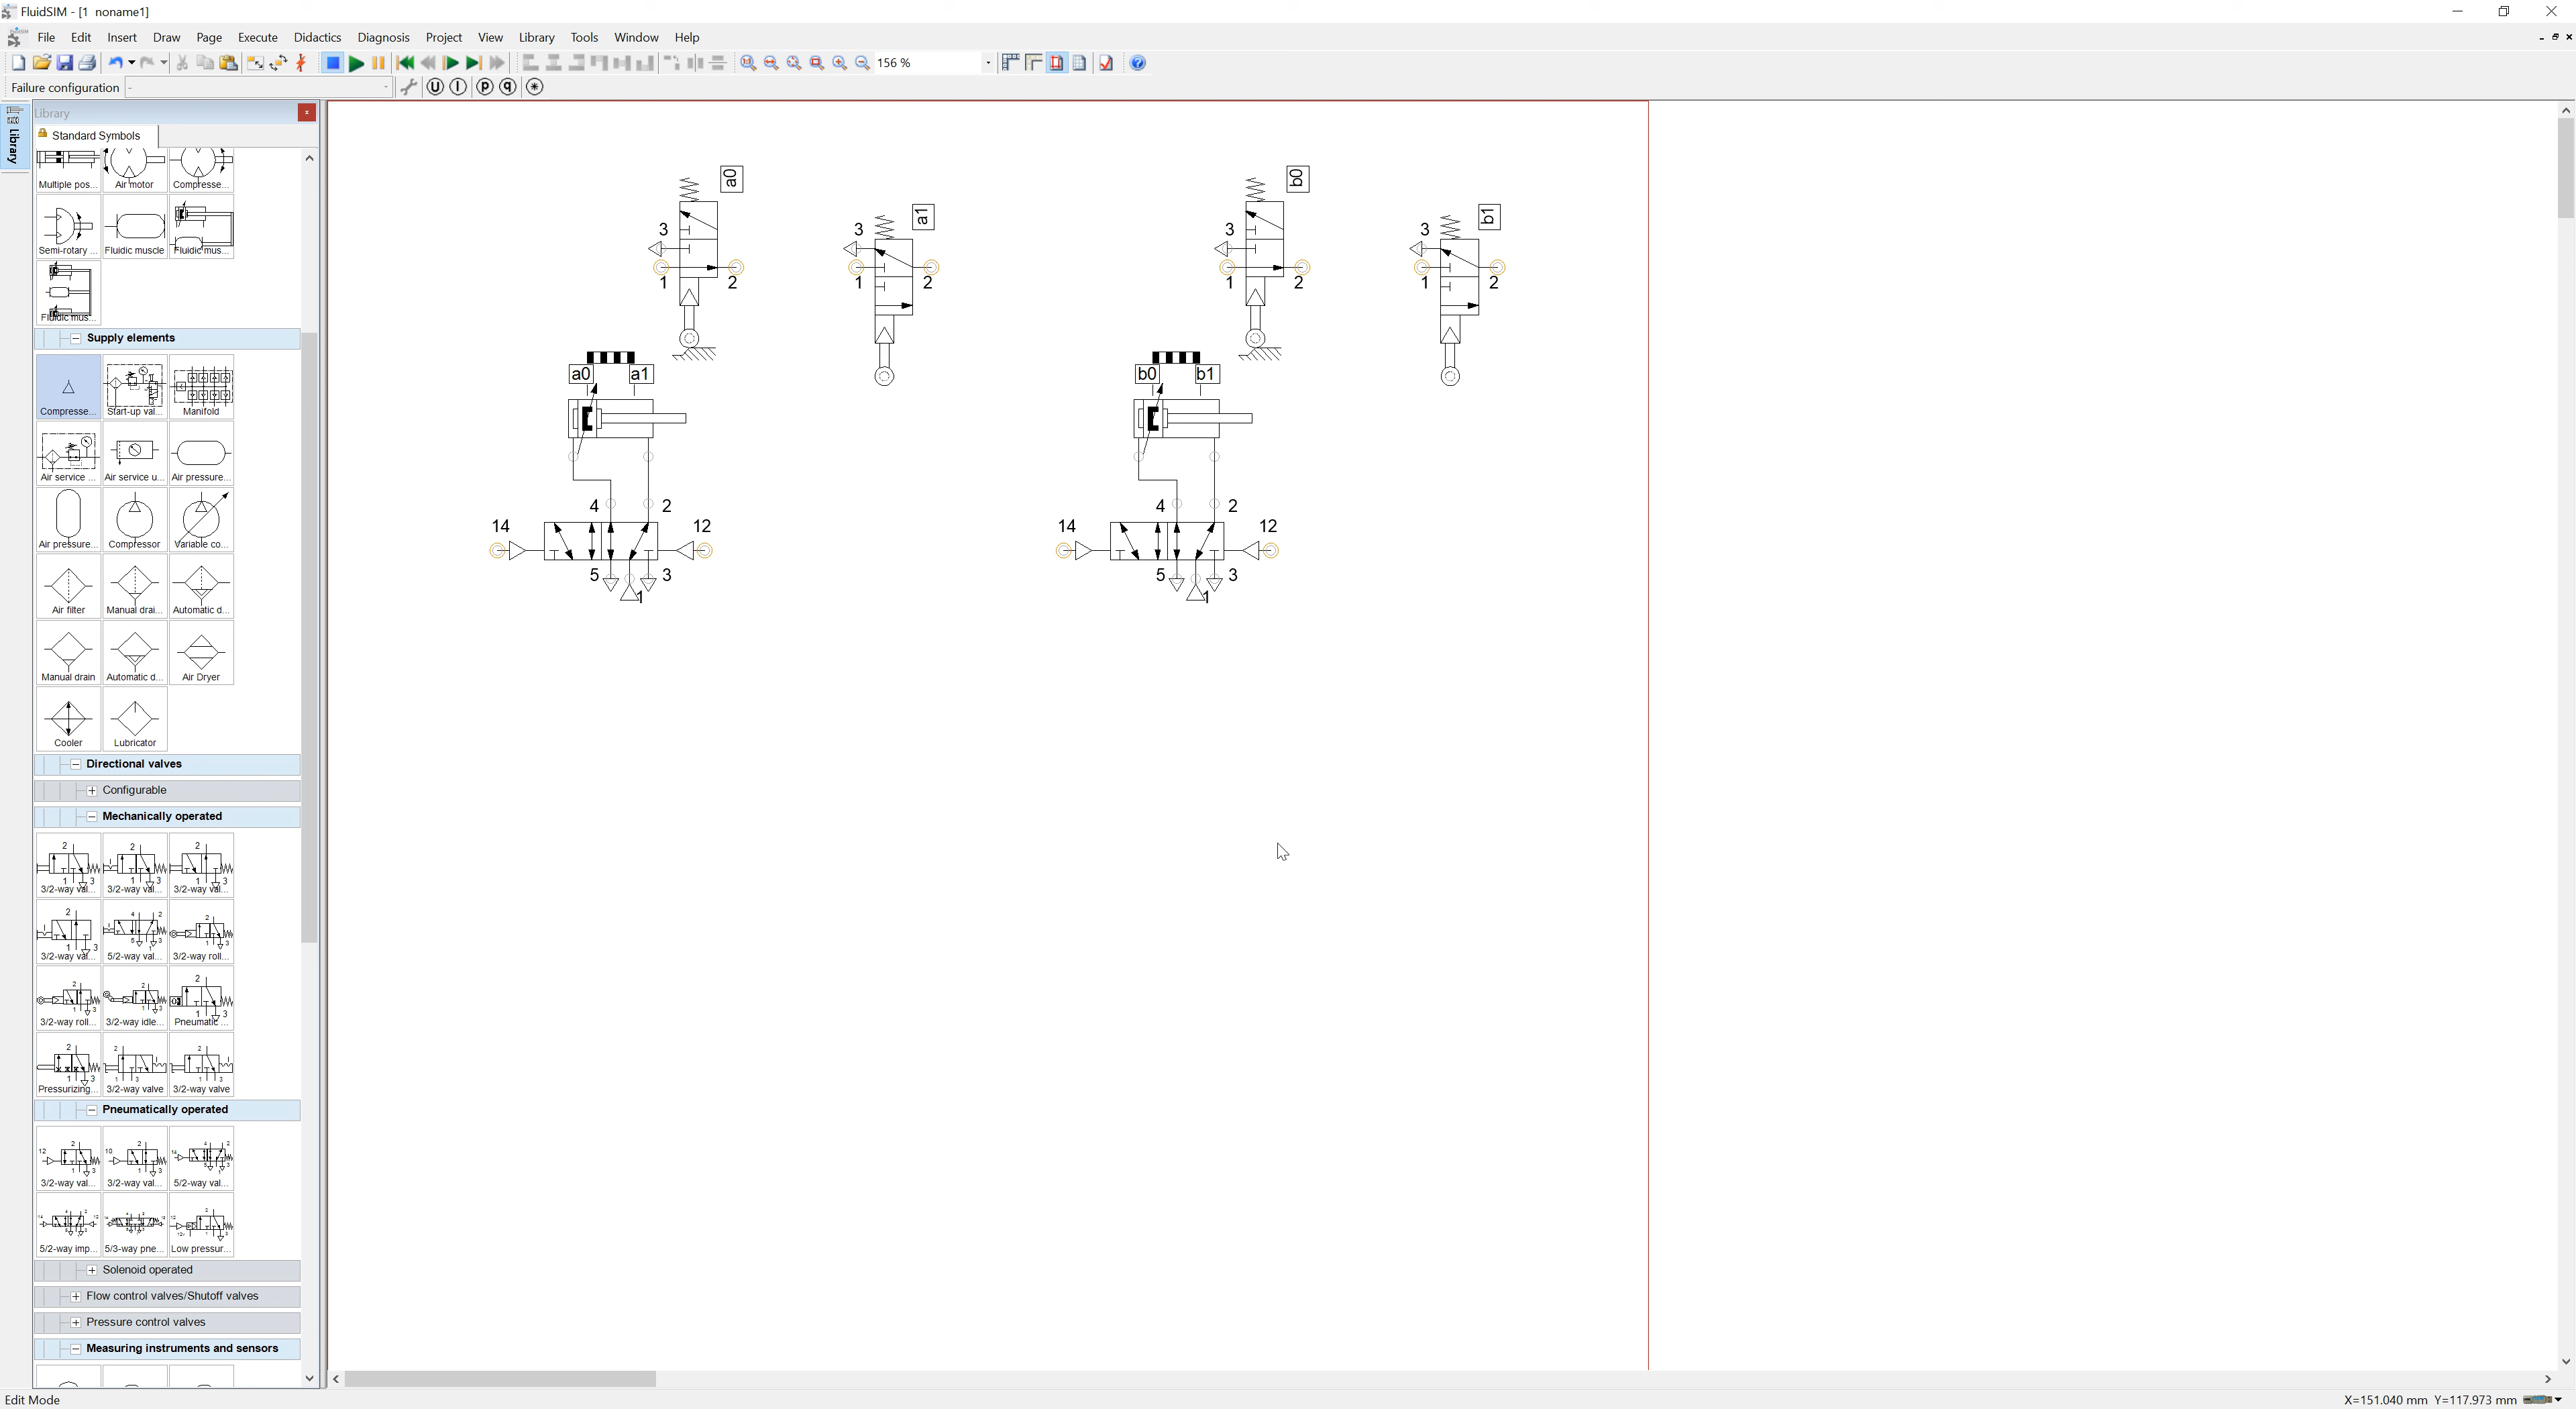 FluidSIM - [1 noname1]
File Edit Insert Draw Page Execute Didactics Diagnosis Project View Library Tools Window Help
156 %
Failure configuration -
Library
Library
Standard Symbols
Multiple pos... Air motor Compresse...
Semi-rotary ... Fluidic muscle Fluidic mus...
Fluidic mus...
Supply elements
Compresse... Start-up val... Manifold
Air service ... Air service u... Air pressure...
Air pressure... Compressor Variable co...
Air filter Manual drai... Automatic d...
Manual drain Automatic d... Air Dryer
Cooler Lubricator
Directional valves
Configurable
Mechanically operated
3/2-way val... 3/2-way val... 3/2-way val...
3/2-way val... 5/2-way val... 3/2-way roll...
3/2-way roll... 3/2-way idle... Pneumatic ...
Pressurizing... 3/2-way valve 3/2-way valve
Pneumatically operated
3/2-way val... 3/2-way val... 5/2-way val...
5/2-way imp... 5/3-way pne... Low pressur...
Solenoid operated
Flow control valves/Shutoff valves
Pressure control valves
Measuring instruments and sensors
a0
3
1 2
a1
3
1 2
a0 a1
4 2
14 12
5 3
1
b0
3
1 2
b1
3
1 2
b0 b1
4 2
14 12
5 3
1
Edit Mode
X=151.040 mm Y=117.973 mm